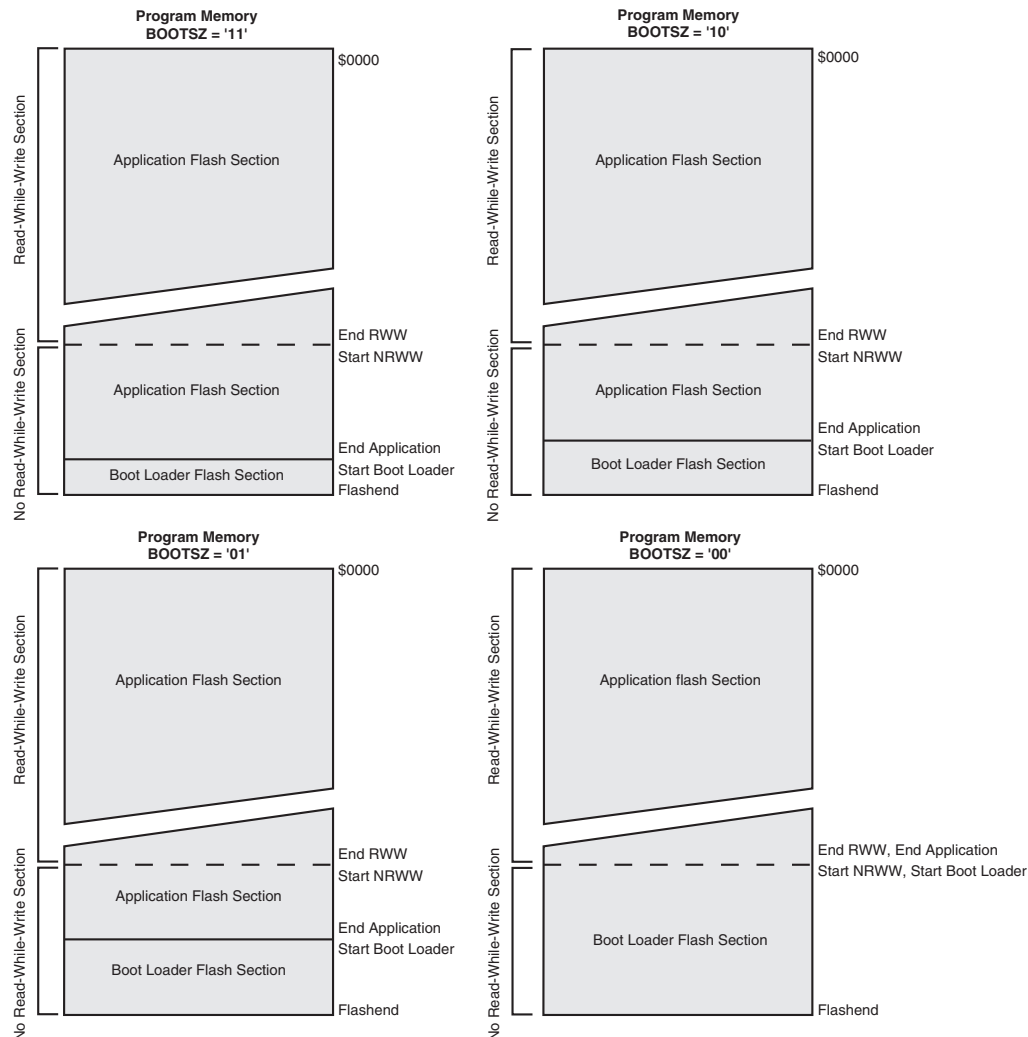 Program Memory
BOOTSZ = '11'
$0000
Read-While-Write Section
Application Flash Section
End RWW
Start NRWW
No Read-While-Write Section
Application Flash Section
End Application
Start Boot Loader
Boot Loader Flash Section
Flashend
Program Memory
BOOTSZ = '10'
$0000
Read-While-Write Section
Application Flash Section
End RWW
Start NRWW
No Read-While-Write Section
Application Flash Section
End Application
Start Boot Loader
Boot Loader Flash Section
Flashend
Program Memory
BOOTSZ = '01'
$0000
Read-While-Write Section
Application Flash Section
End RWW
Start NRWW
No Read-While-Write Section
Application Flash Section
End Application
Start Boot Loader
Boot Loader Flash Section
Flashend
Program Memory
BOOTSZ = '00'
$0000
Read-While-Write Section
Application flash Section
End RWW, End Application
Start NRWW, Start Boot Loader
No Read-While-Write Section
Boot Loader Flash Section
Flashend